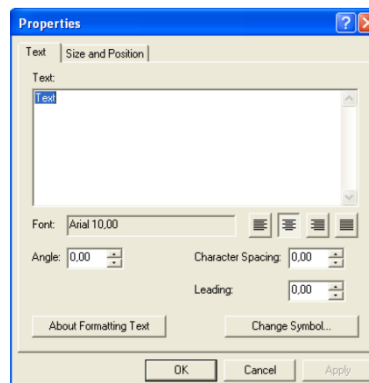 Properties
Text Size and Position
Text:
Text
Font: Arial 10,00
Angle: 0,00 Character Spacing: 0,00
Leading: 0,00
About Formatting Text Change Symbol...
OK Cancel Apply